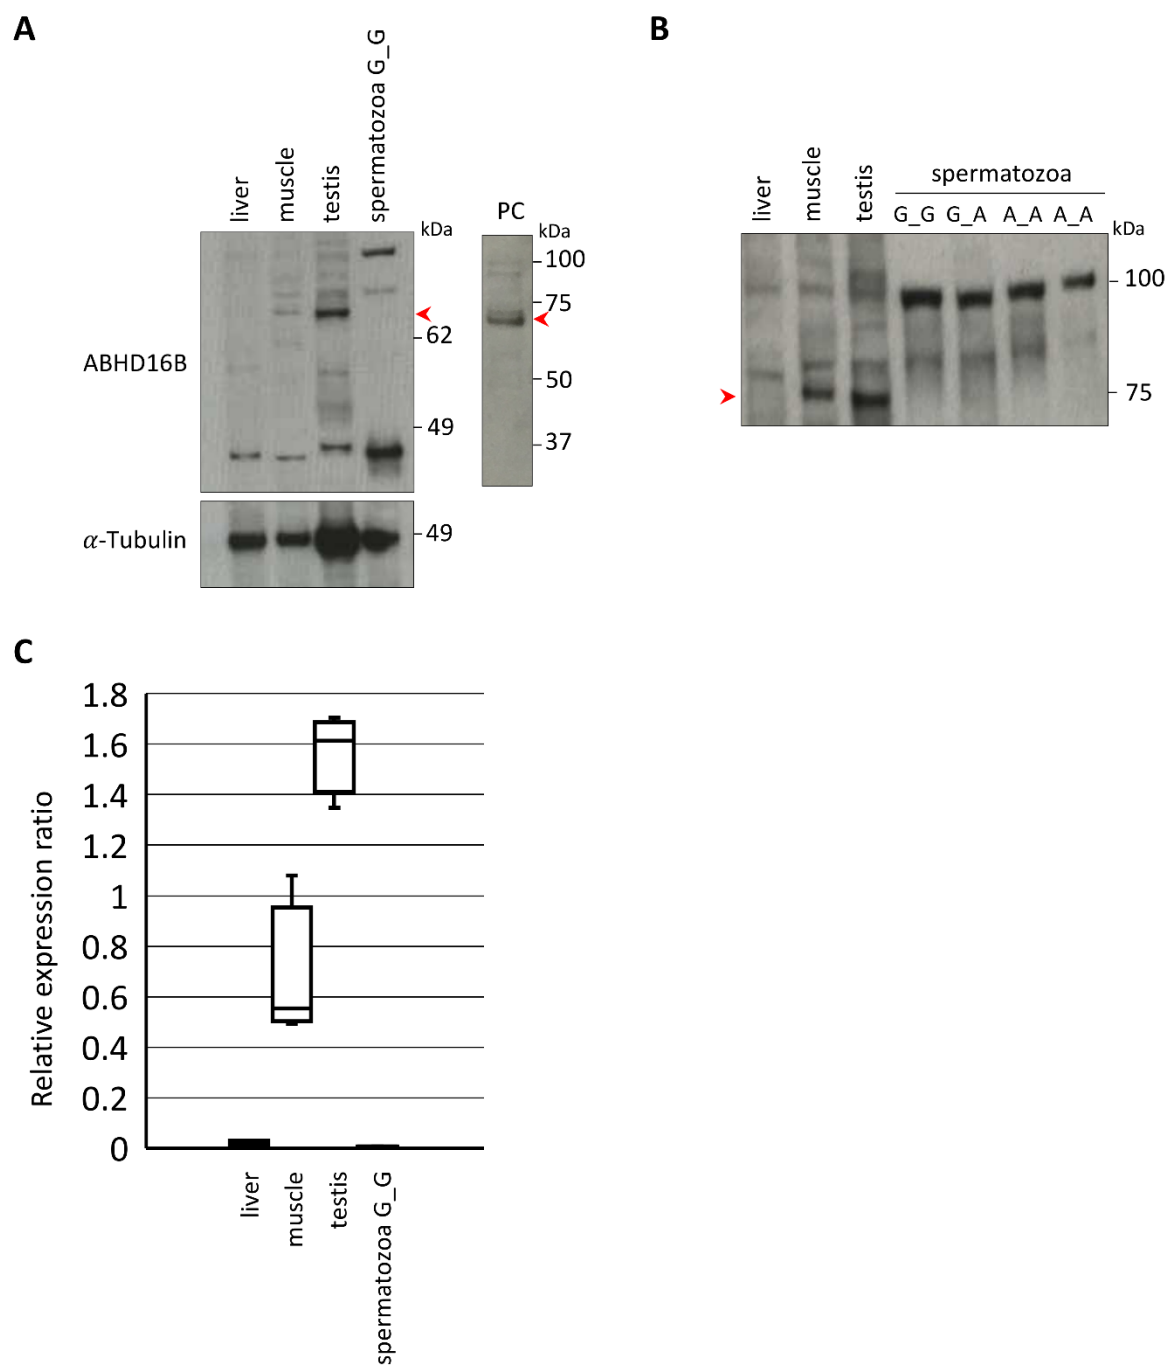 A
liver
muscle
testis
spermatozoa G_G
kDa
62
49
ABHD16B
α-Tubulin
49
PC
kDa
100
75
50
37
B
liver
muscle
testis
spermatozoa
G_G G_A A_A A_A
kDa
100
75
C
Relative expression ratio
1.8
1.6
1.4
1.2
1
0.8
0.6
0.4
0.2
0
liver
muscle
testis
spermatozoa G_G